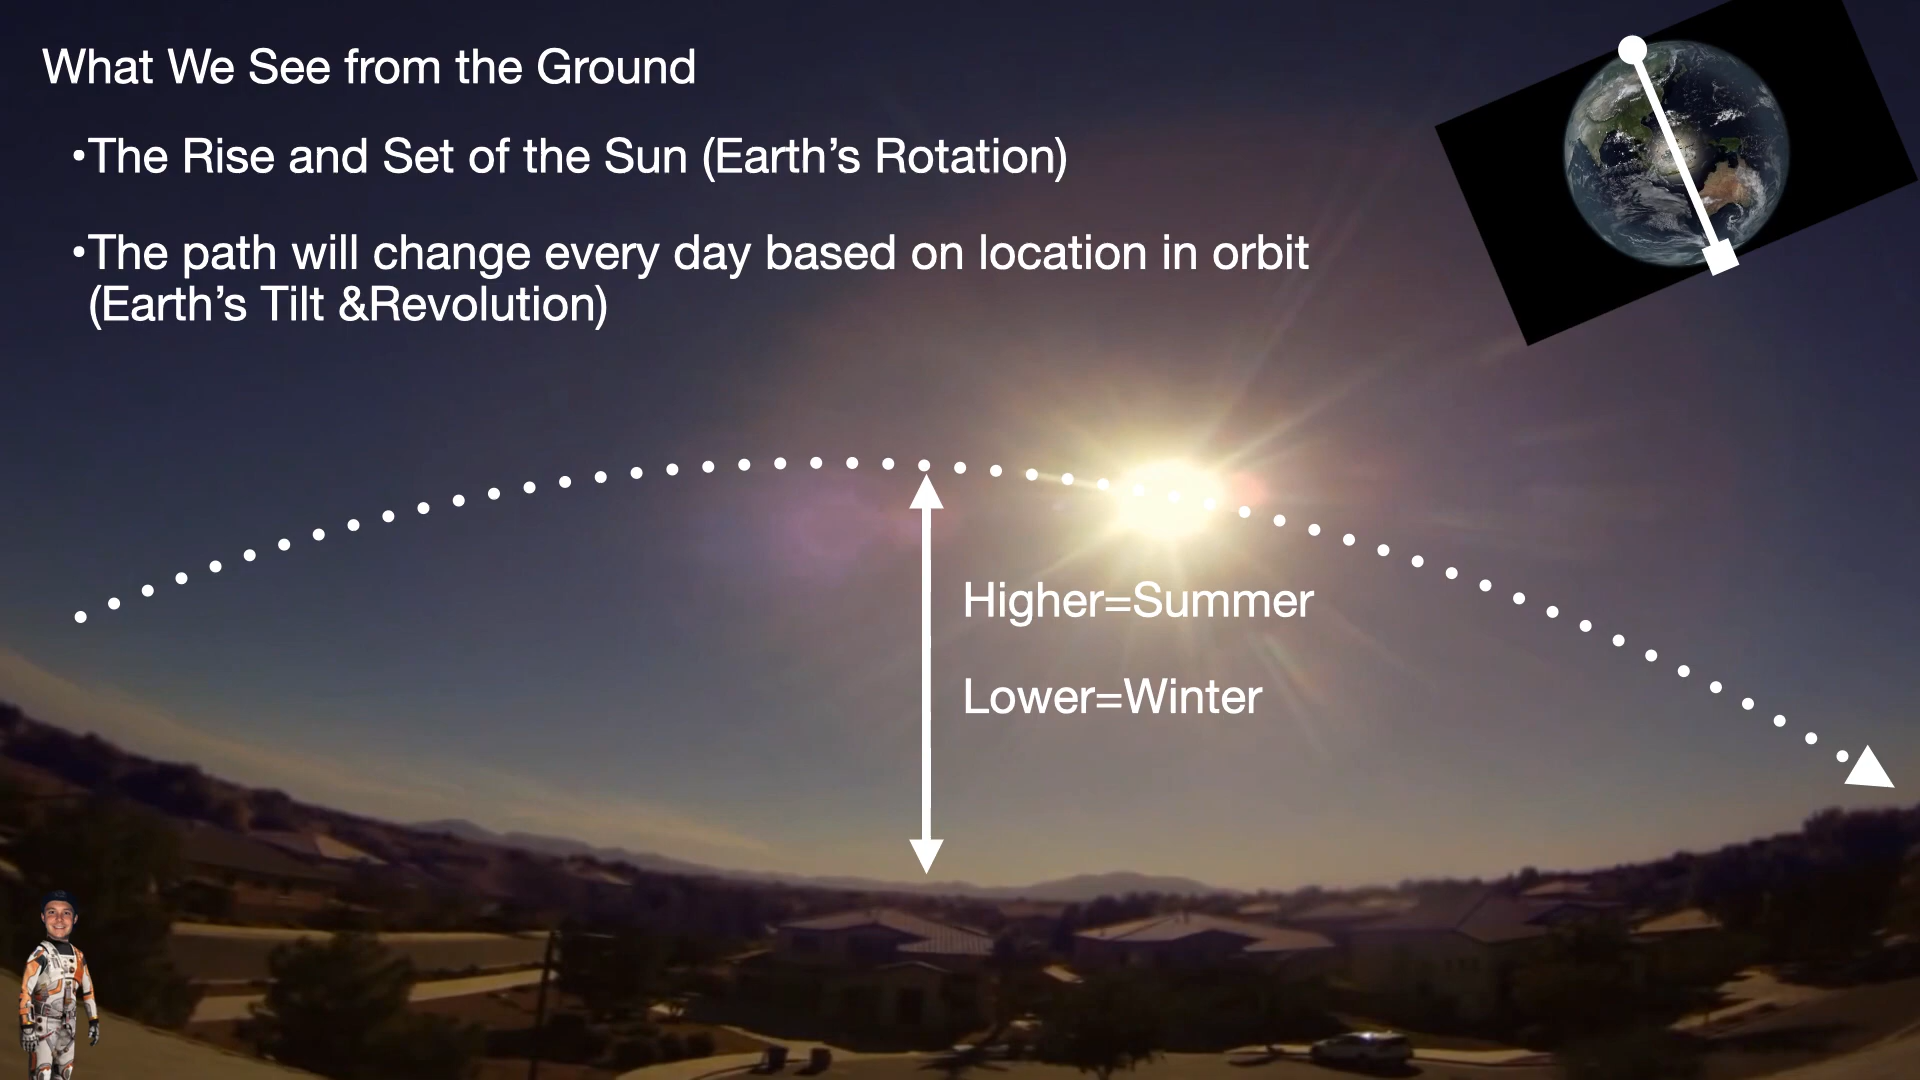 What We See from the Ground
•The Rise and Set of the Sun (Earth’s Rotation)
•The path will change every day based on location in orbit
(Earth’s Tilt &Revolution)
Higher=Summer
Lower=Winter